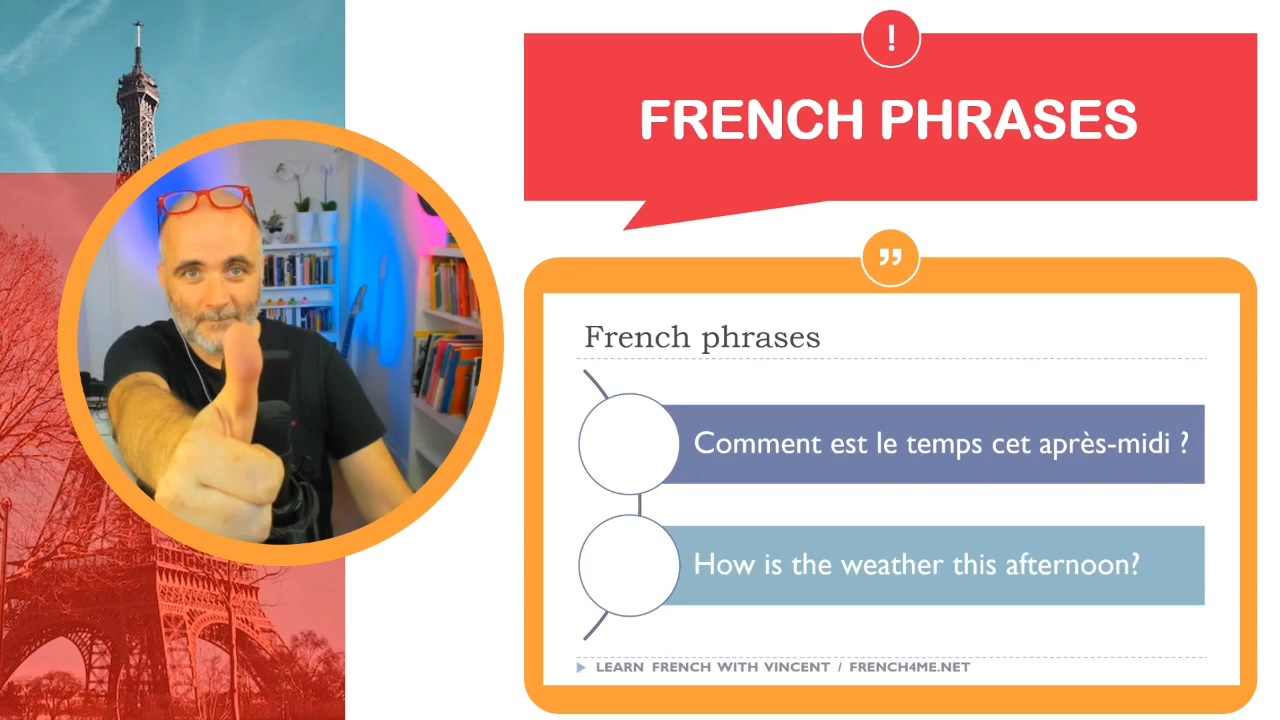 !
FRENCH PHRASES
”
French phrases
Comment est le temps cet après-midi ?
How is the weather this afternoon?
LEARN FRENCH WITH VINCENT / FRENCH4ME.NET